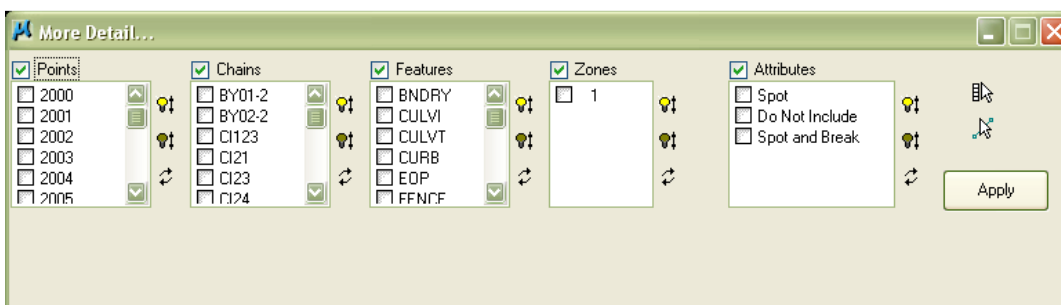 More Detail...
Points
2000
2001
2002
2003
2004
2005
Chains
BY01-2
BY02-2
CI123
CI21
CI23
CI24
Features
BNDRY
CULVI
CULVT
CURB
EOP
FENCE
Zones
1
Attributes
Spot
Do Not Include
Spot and Break
Apply